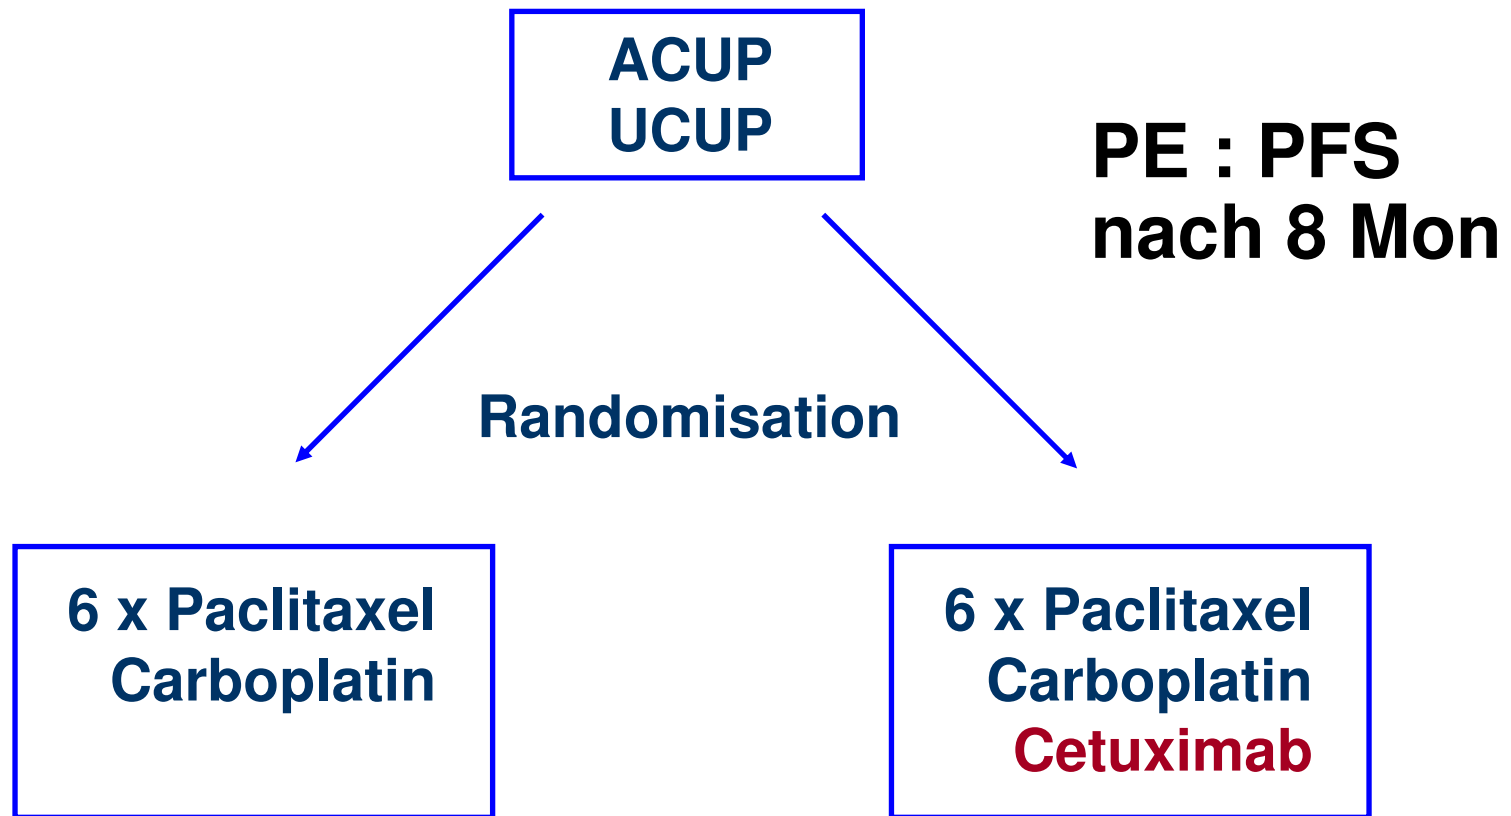 ACUP
UCUP
PE : PFS
nach 8 Mon
Randomisation
6 x Paclitaxel
Carboplatin
6 x Paclitaxel
Carboplatin
Cetuximab